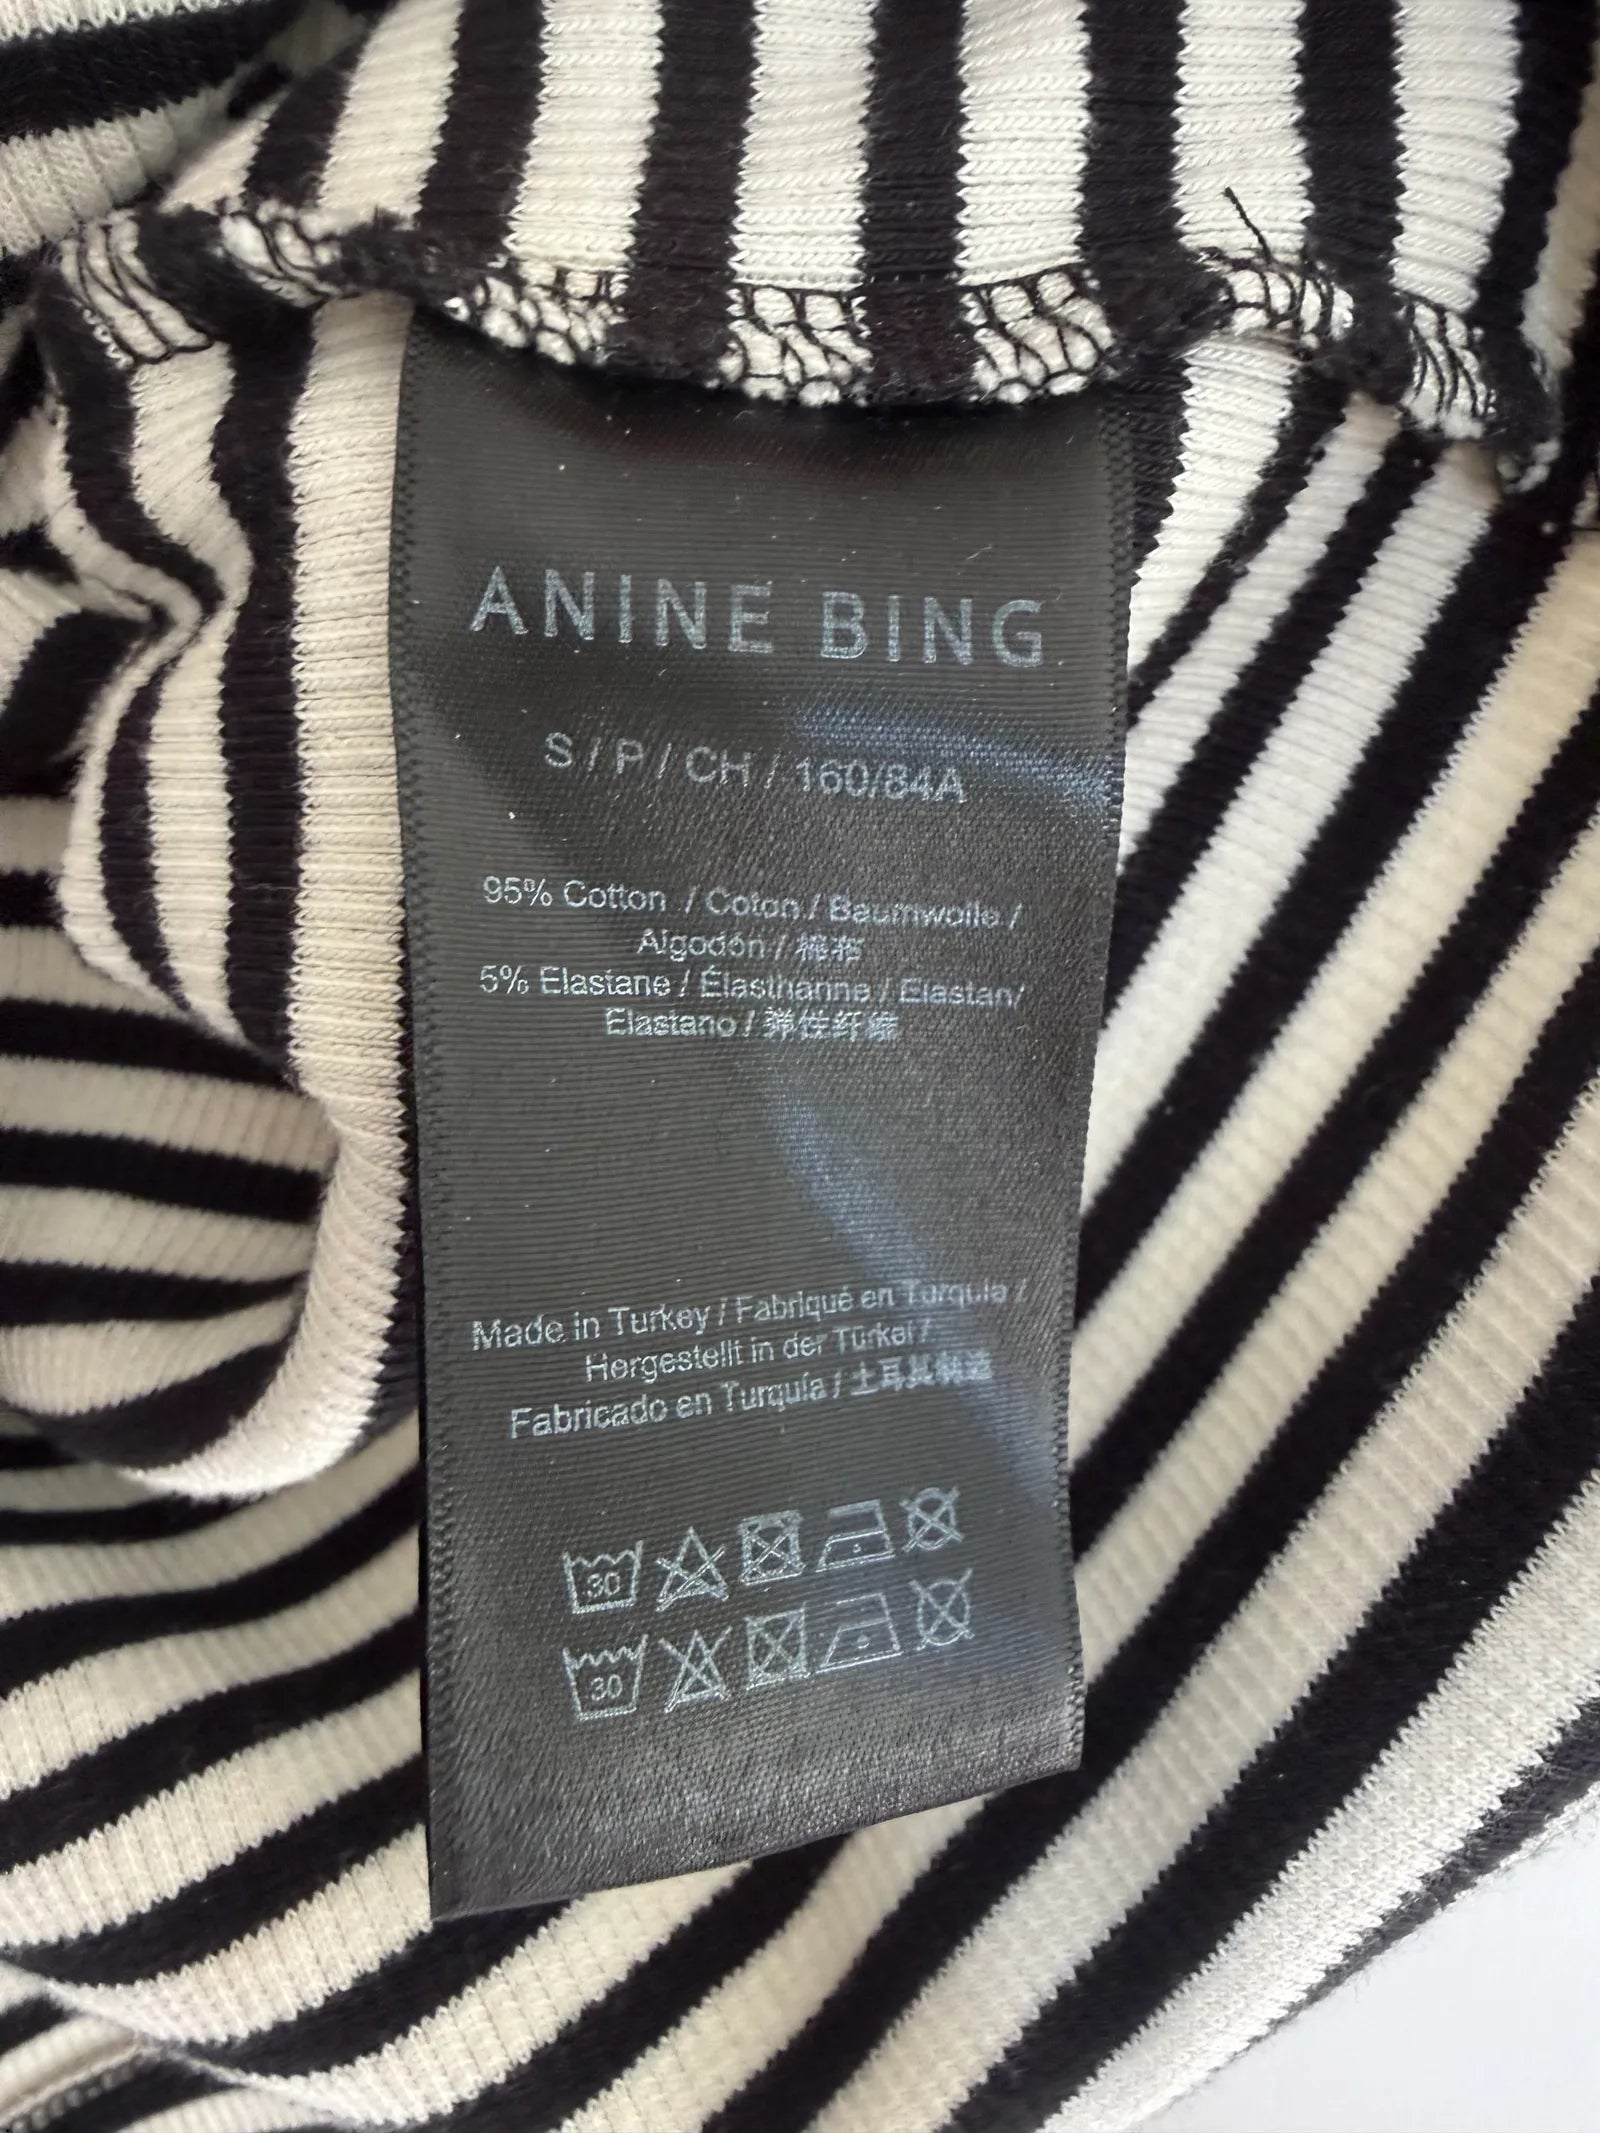 ANINE BING
S / P / CH / 160/84A
95% Cotton / Coton / Baumwolle /
Algodón / 棉布
5% Elastane / Élasthanne / Elastan/
Elastano / 弹性纤维
Made in Turkey / Fabriqué en Turquia /
Hergestellt in der Türkei /
Fabricado en Turquía / 土耳其制造
30
30